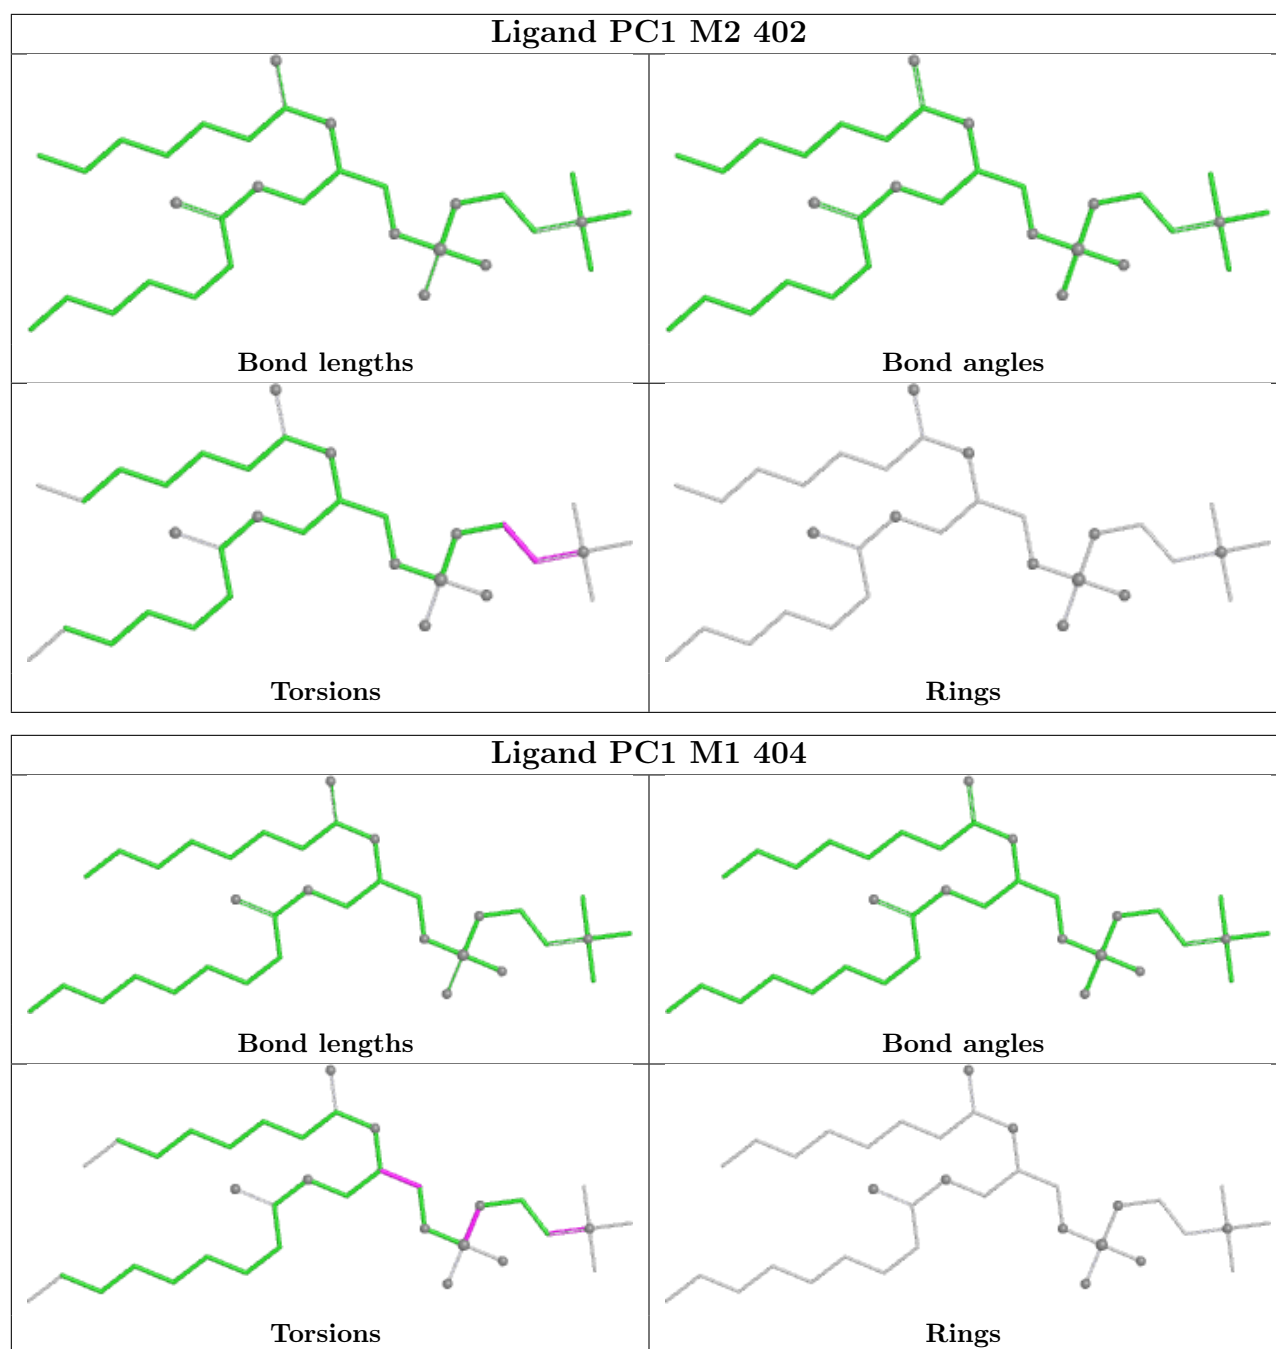 Ligand PC1 M2 402
Bond lengths
Bond angles
Torsions
Rings
Ligand PC1 M1 404
Bond lengths
Bond angles
Torsions
Rings